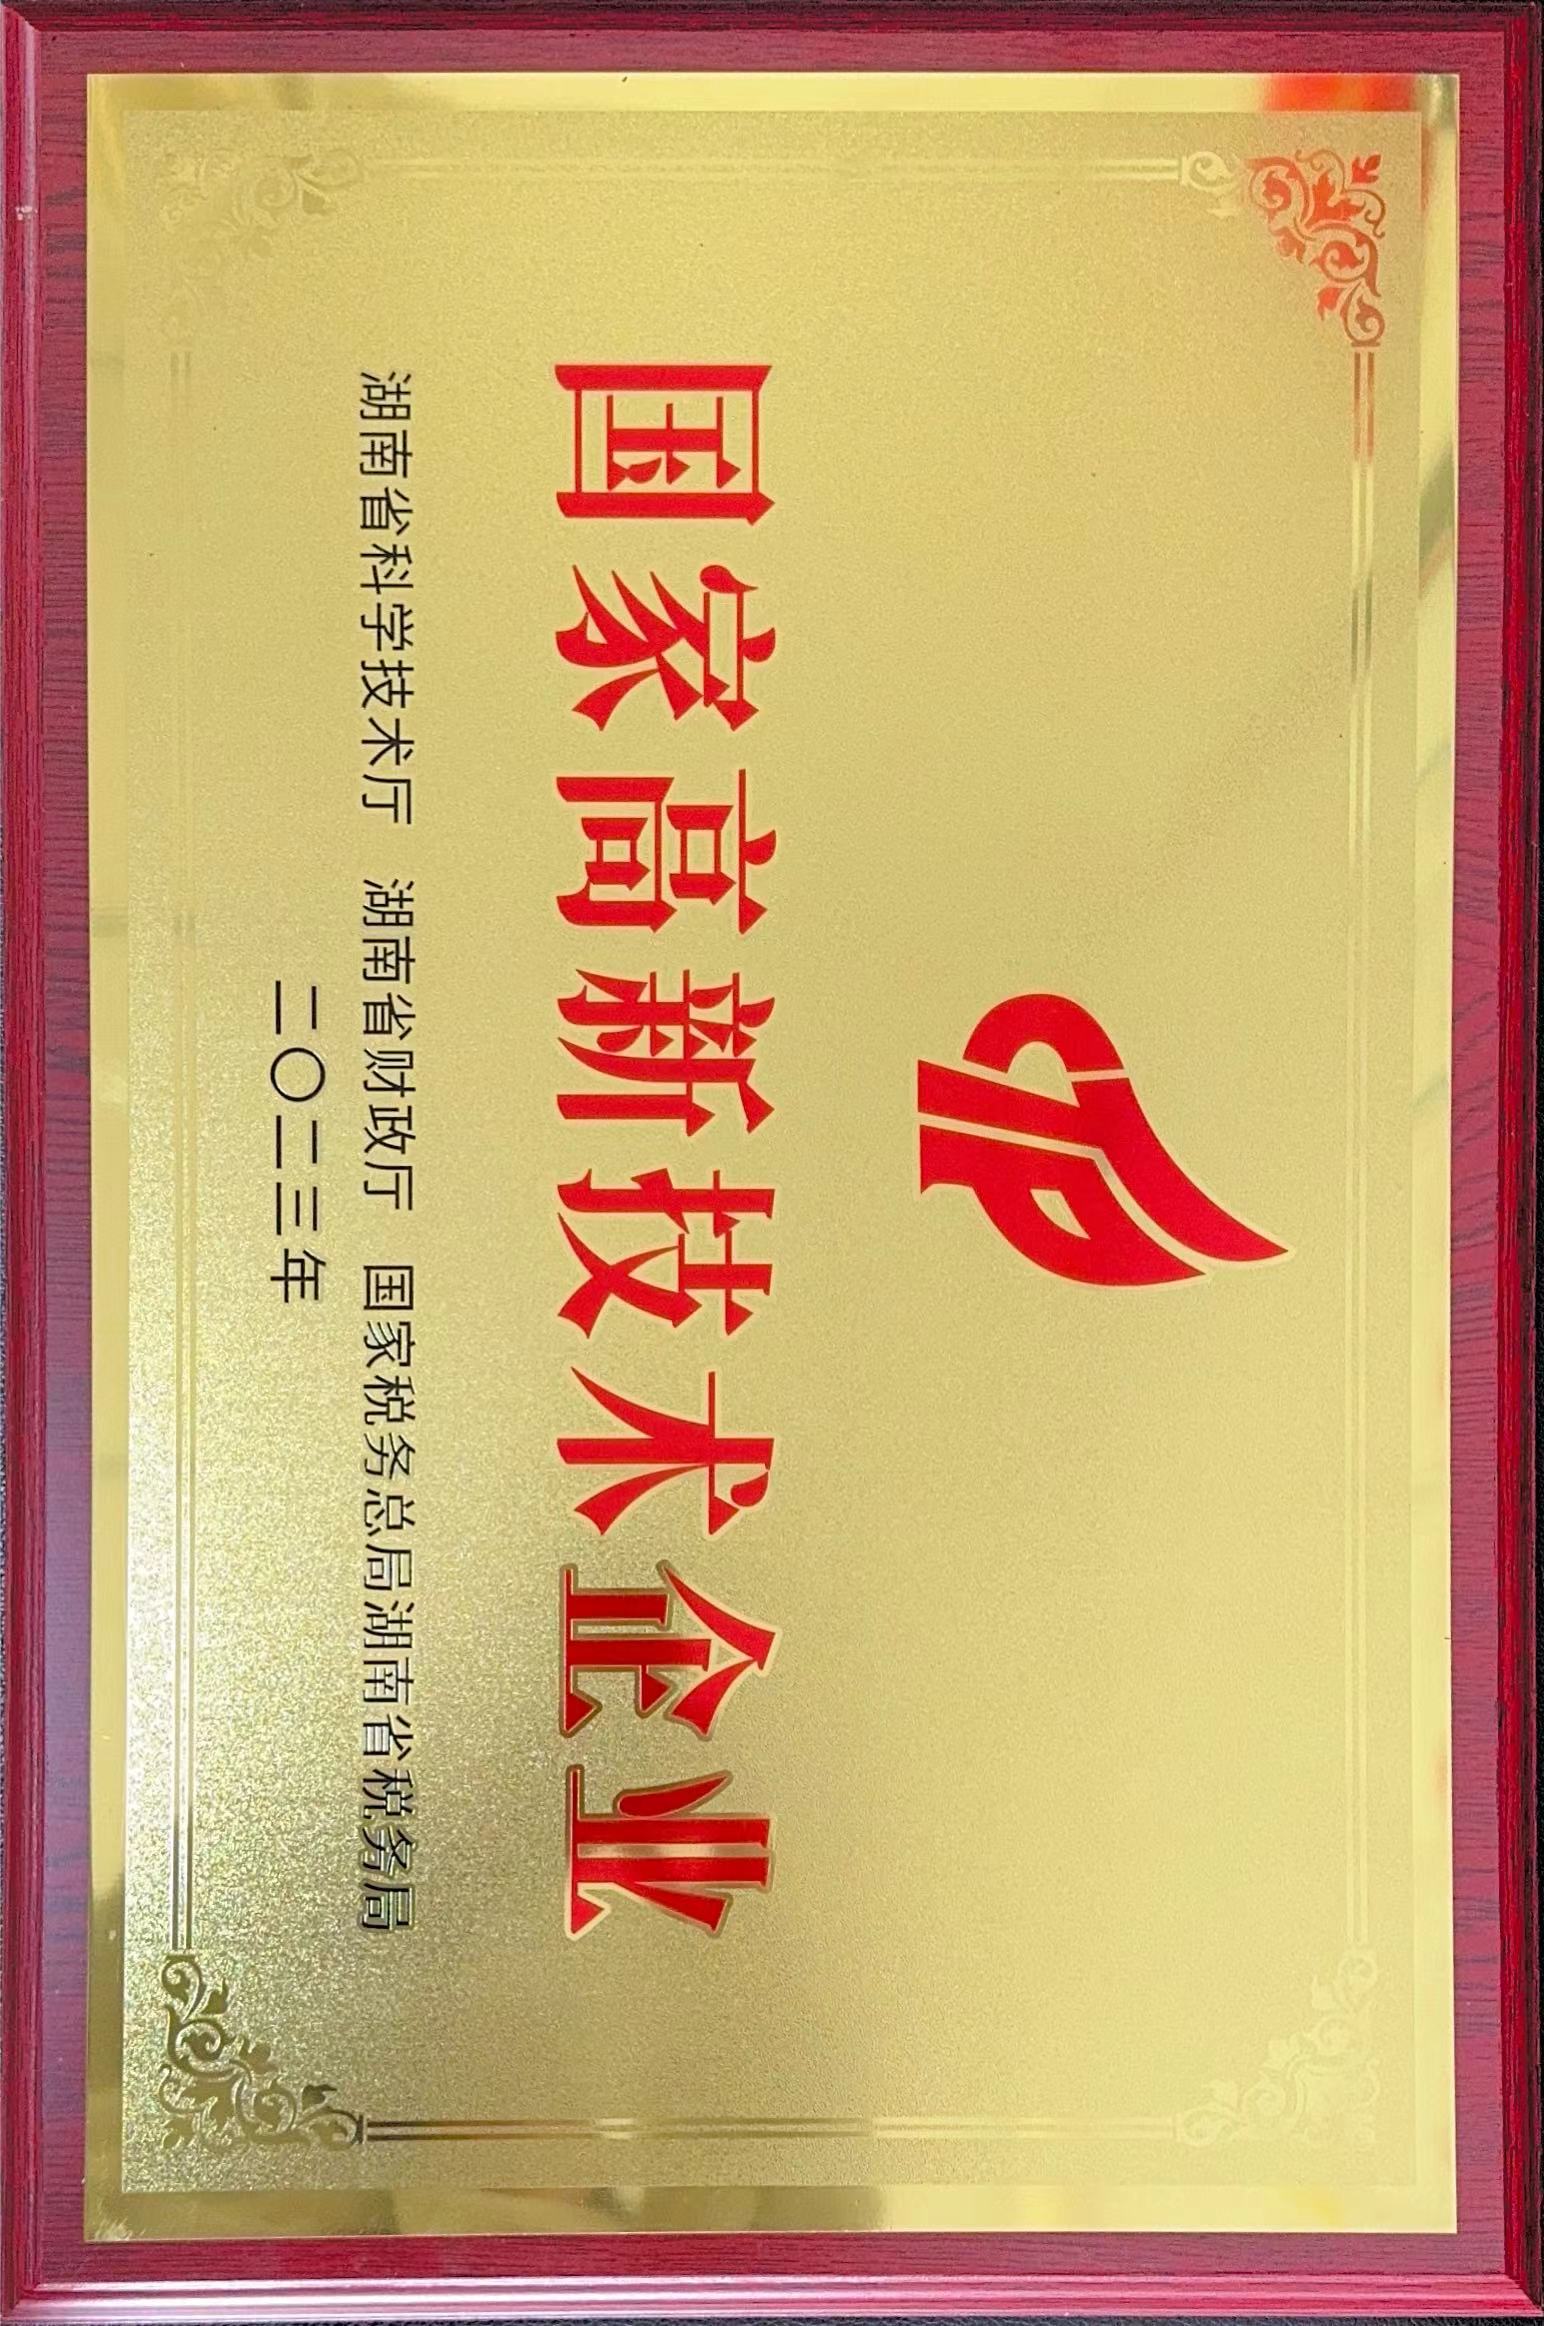 国家高新技术企业
湖南省科学技术厅 湖南省财政厅 国家税务总局湖南省税务局
二〇二三年